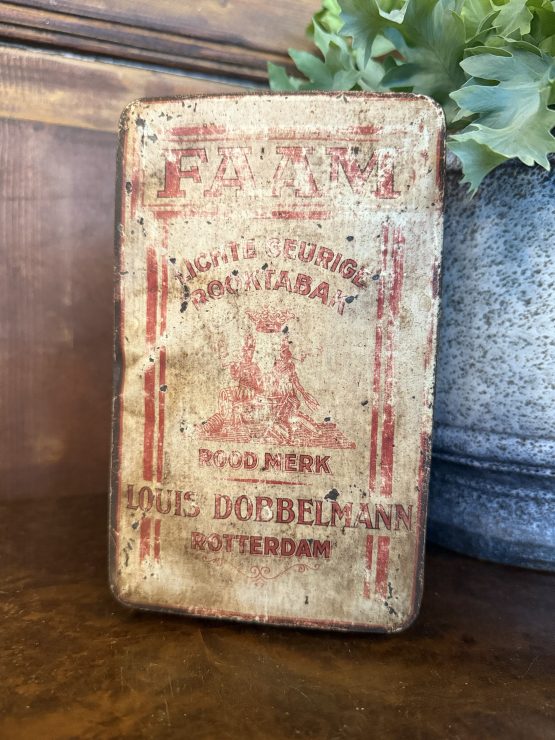 FAAM
LICHTE GEURIGE
ROOKTABAK
ROOD MERK
LOUIS DOBBELMANN
ROTTERDAM